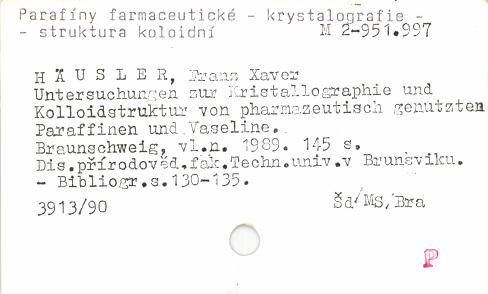 Parafíny farmaceutické - krystalografie -
- struktura koloidní M 2-951.997
HÄUSLER, Franz Xaver
Untersuchungen zur Kristallographie und
Kolloidstruktur von pharmazeutisch genutzten
Paraffinen und Vaseline.
Braunschweig, vl.n. 1989. 145 s.
Dis.přírodověd.fak.Techn.univ.v Brunšviku.
- Bibliogr.s.130-135.
3913/90 Šd/MS/Bra
P